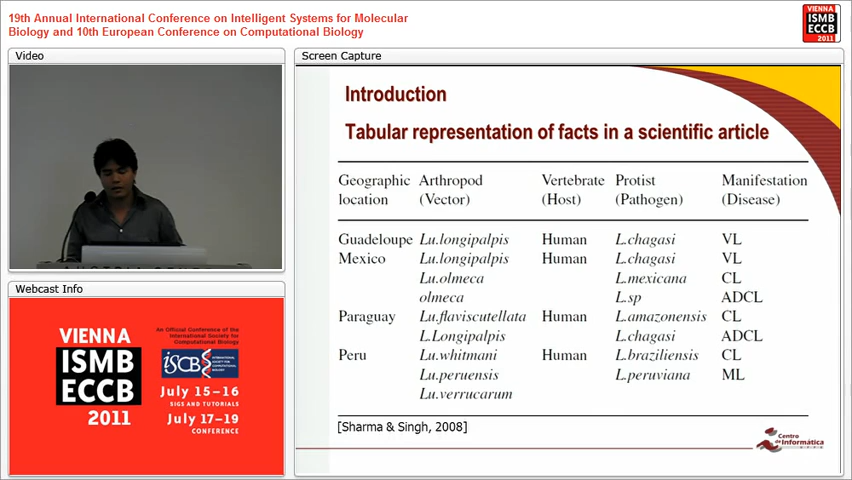 19th Annual International Conference on Intelligent Systems for Molecular
Biology and 10th European Conference on Computational Biology
VIENNA
ISMB
ECCB
2011
Video
Screen Capture
Introduction
Tabular representation of facts in a scientific article
Geographic Arthropod Vertebrate Protist Manifestation
location (Vector) (Host) (Pathogen) (Disease)
Guadeloupe Lu.longipalpis Human L.chagasi VL
Mexico Lu.longipalpis Human L.chagasi VL
Lu.olmeca L.mexicana CL
olmeca L.sp ADCL
Paraguay Lu.flaviscutellata Human L.amazonensis CL
L.Longipalpis L.chagasi ADCL
Peru Lu.whitmani Human L.braziliensis CL
Lu.peruensis L.peruviana ML
Lu.verrucarum
[Sharma & Singh, 2008]
Centro
de Informática
Webcast Info
VIENNA
ISMB
ECCB
2011
An Official Conference of the
International Society for
Computational Biology
ISCB
INTERNATIONAL
SOCIETY FOR
COMPUTATIONAL
BIOLOGY
July 15-16
SIGS AND TUTORIALS
July 17-19
CONFERENCE